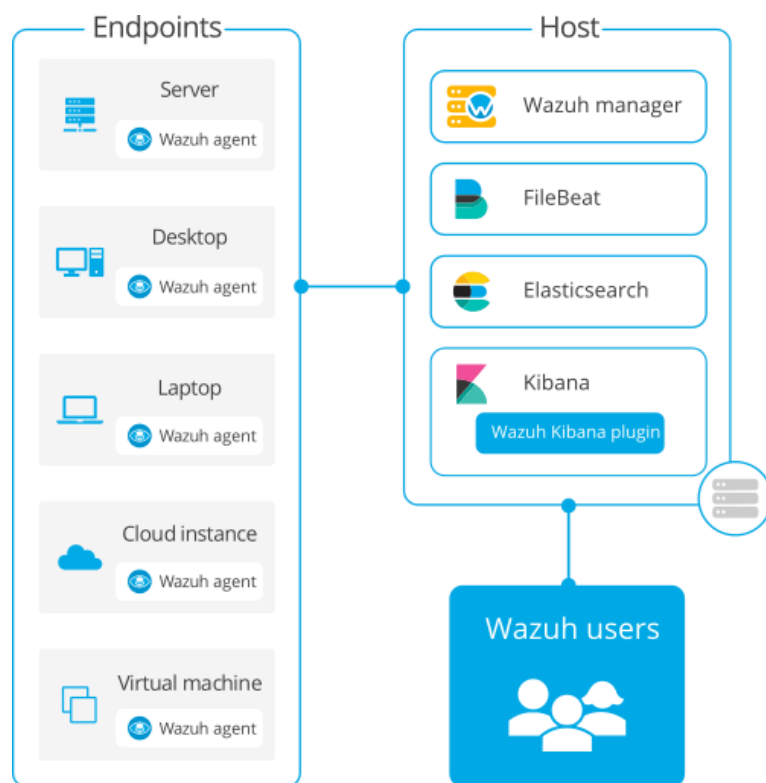 Endpoints
Server
Wazuh agent
Desktop
Wazuh agent
Laptop
Wazuh agent
Cloud instance
Wazuh agent
Virtual machine
Wazuh agent
Host
Wazuh manager
FileBeat
Elasticsearch
Kibana
Wazuh Kibana plugin
Wazuh users